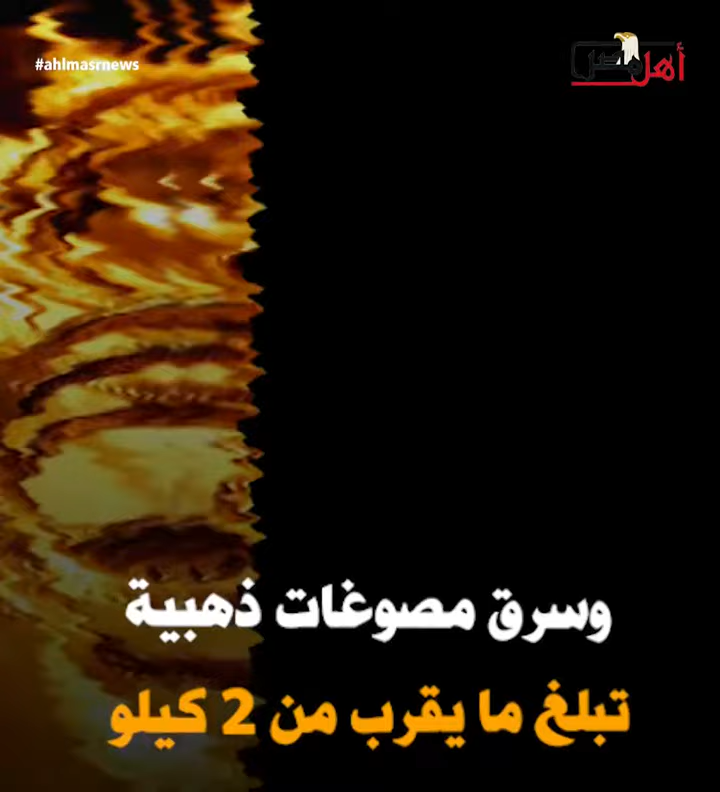 #ahlmasrnews
أهل مصر
وسرق مصوغات ذهبية
تبلغ ما يقرب من 2 كيلو